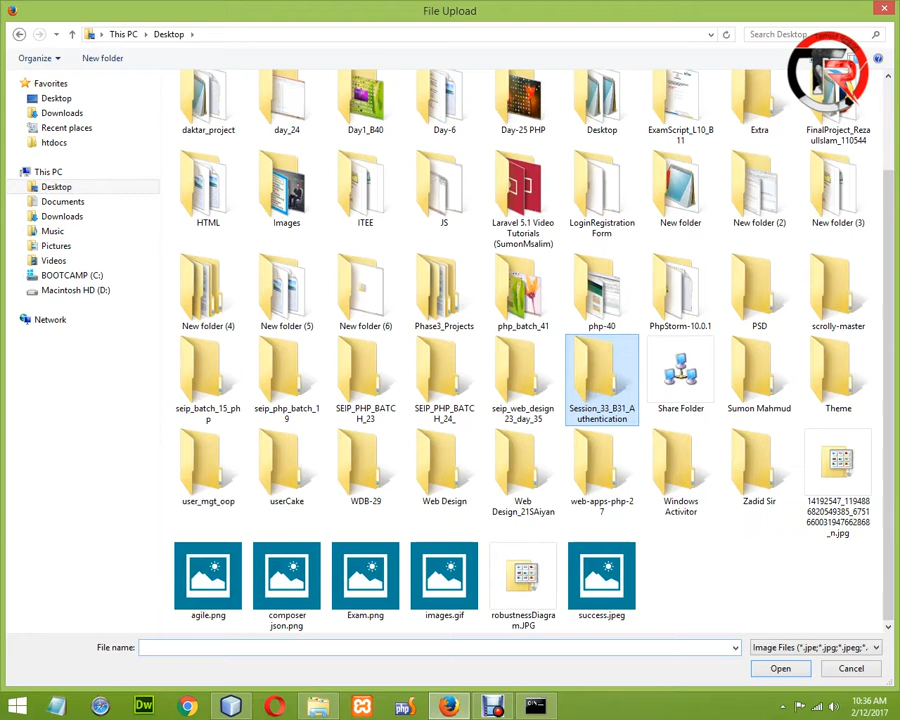 File Upload
This PC
Desktop
Search Desktop
Organize
New folder
Favorites
Desktop
Downloads
Recent places
htdocs
This PC
Desktop
Documents
Downloads
Music
Pictures
Videos
BOOTCAMP (C:)
Macintosh HD (D:)
Network
daktar_project
day_24
Day1_B40
Day-6
Day-25 PHP
Desktop
ExamScript_L10_B
11
Extra
FinalProject_Reza
ulIslam_110544
HTML
Images
ITEE
JS
Laravel 5.1 Video
Tutorials
(SumonMsalim)
LoginRegistration
Form
New folder
New folder (2)
New folder (3)
New folder (4)
New folder (5)
New folder (6)
Phase3_Projects
php_batch_41
php-40
PhpStorm-10.0.1
PSD
scrolly-master
seip_batch_15_ph
p
seip_php_batch_1
9
SEIP_PHP_BATC
H_23
SEIP_PHP_BATC
H_24_
seip_web_design
23_day_35
Session_33_B31_A
uthentication
Share Folder
Sumon Mahmud
Theme
user_mgt_oop
userCake
WDB-29
Web Design
Web
Design_21SAiyan
web-apps-php-2
7
Windows
Activitor
Zadid Sir
14192547_119488
6820549385_6751
660031947662868
_n.jpg
agile.png
composer
json.png
Exam.png
images.gif
robustnessDiagra
m.JPG
success.jpeg
File name:
Image Files (*.jpe;*.jpg;*.jpeg;*.
Open
Cancel
Dw
php
10:36 AM
2/12/2017